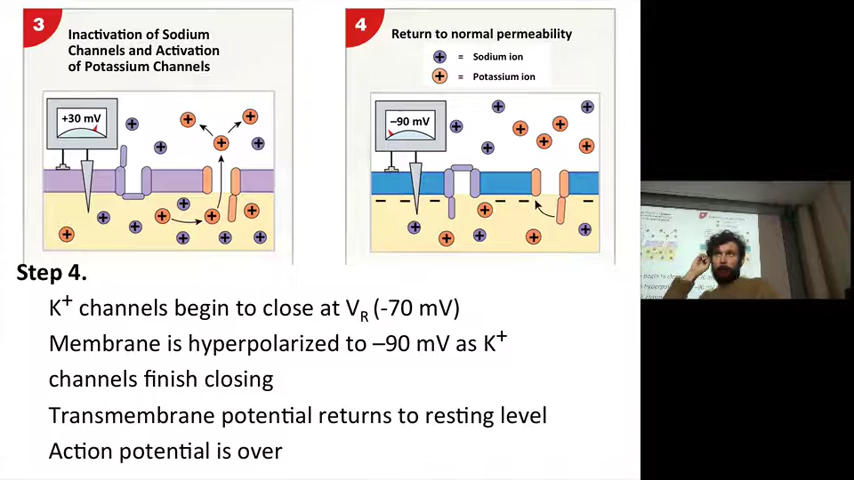 3
Inactivation of Sodium
Channels and Activation
of Potassium Channels
+30 mV
4
Return to normal permeability
+ = Sodium ion
+ = Potassium ion
–90 mV
Step 4.
K+ channels begin to close at VR (-70 mV)
Membrane is hyperpolarized to –90 mV as K+
channels finish closing
Transmembrane potential returns to resting level
Action potential is over